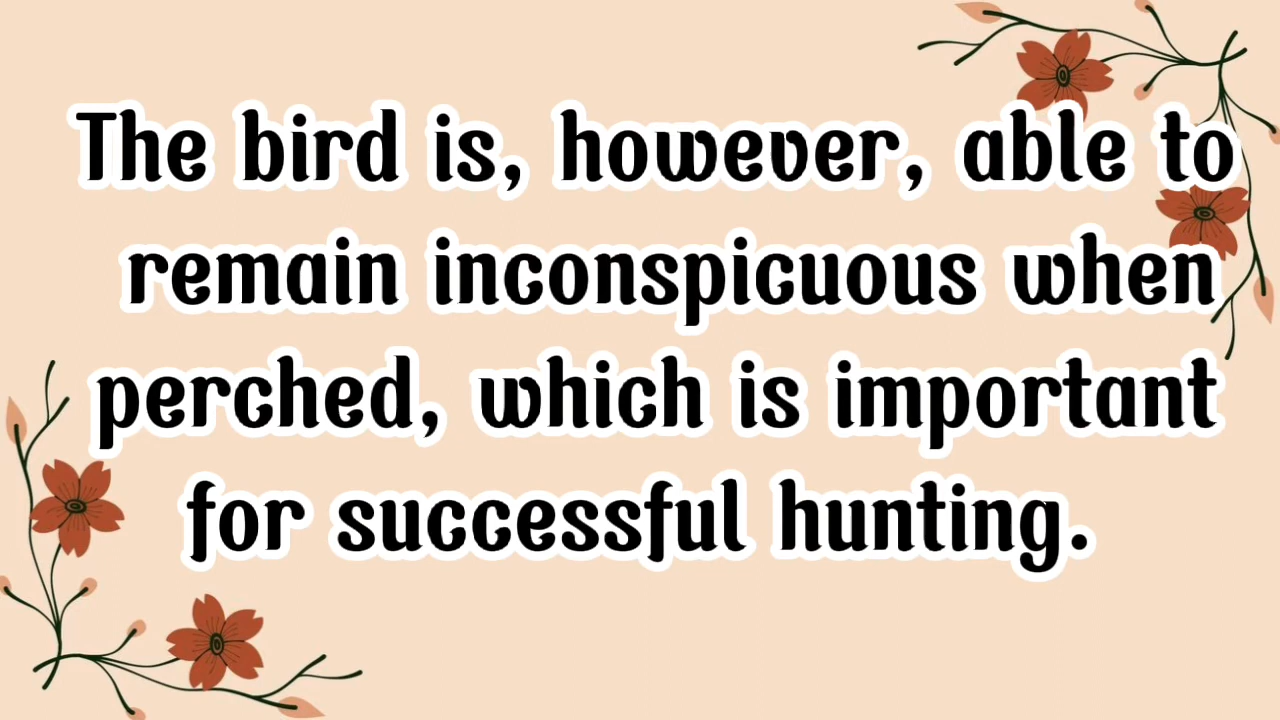 The bird is, however, able to
remain inconspicuous when
perched, which is important
for successful hunting.